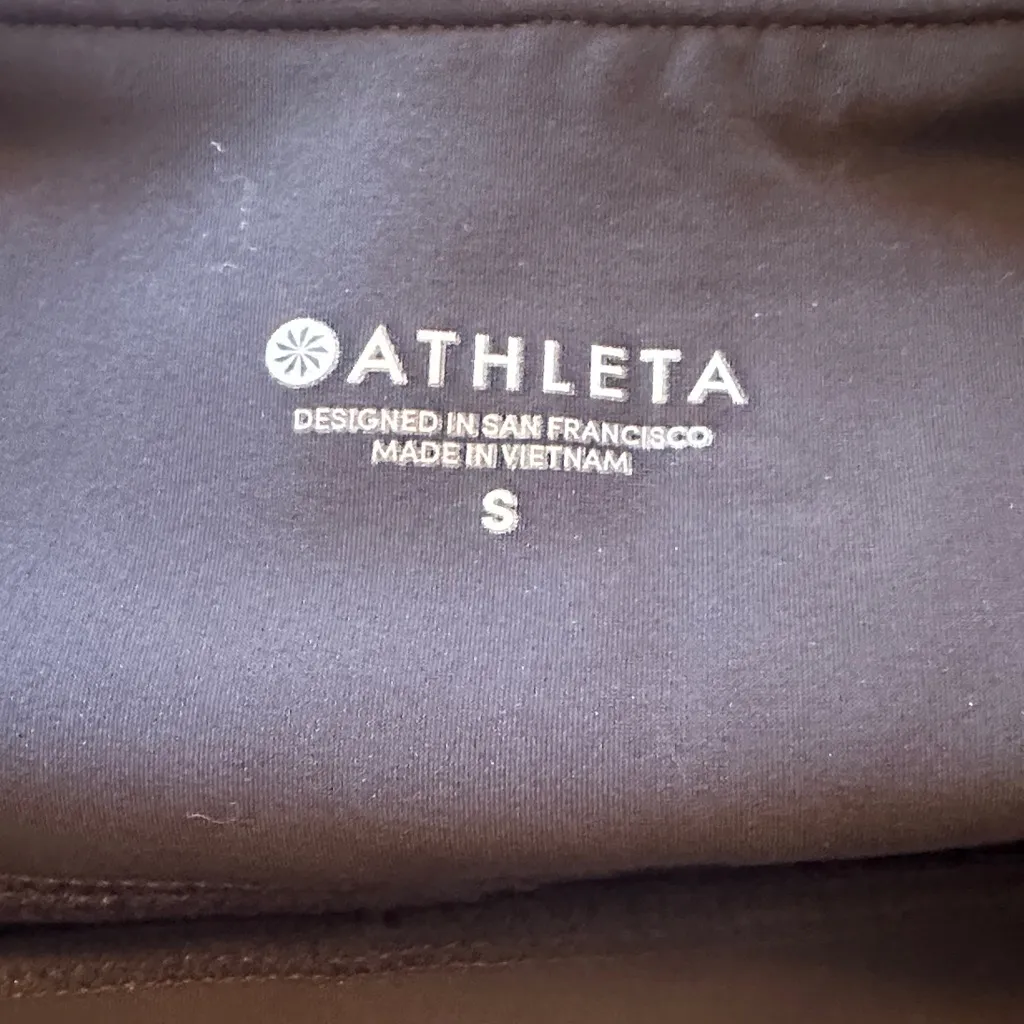 ATHLETA
DESIGNED IN SAN FRANCISCO
MADE IN VIETNAM
S